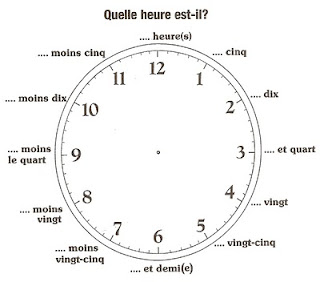 Quelle heure est-il?
.... heure(s)
.... moins cinq
.... cinq
12
11
1
.... moins dix
.... dix
10
2
.... moins
le quart
9
3
.... et quart
8
4
.... moins
vingt
.... vingt
7
5
6
.... moins
vingt-cinq
.... vingt-cinq
.... et demi(e)